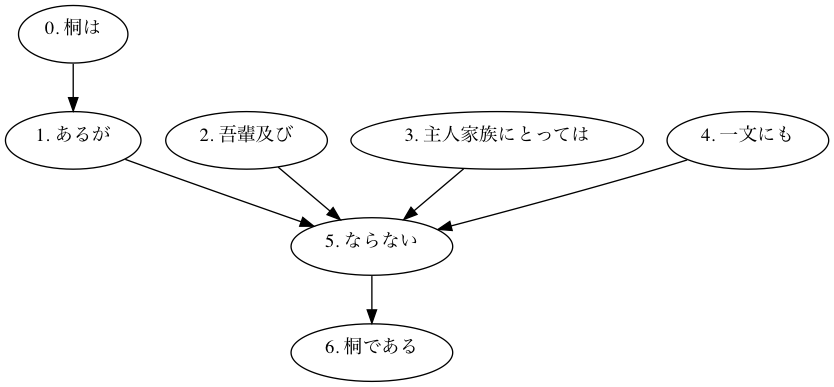 0. 桐は
1. あるが
2. 吾輩及び
3. 主人家族にとっては
4. 一文にも
5. ならない
6. 桐である